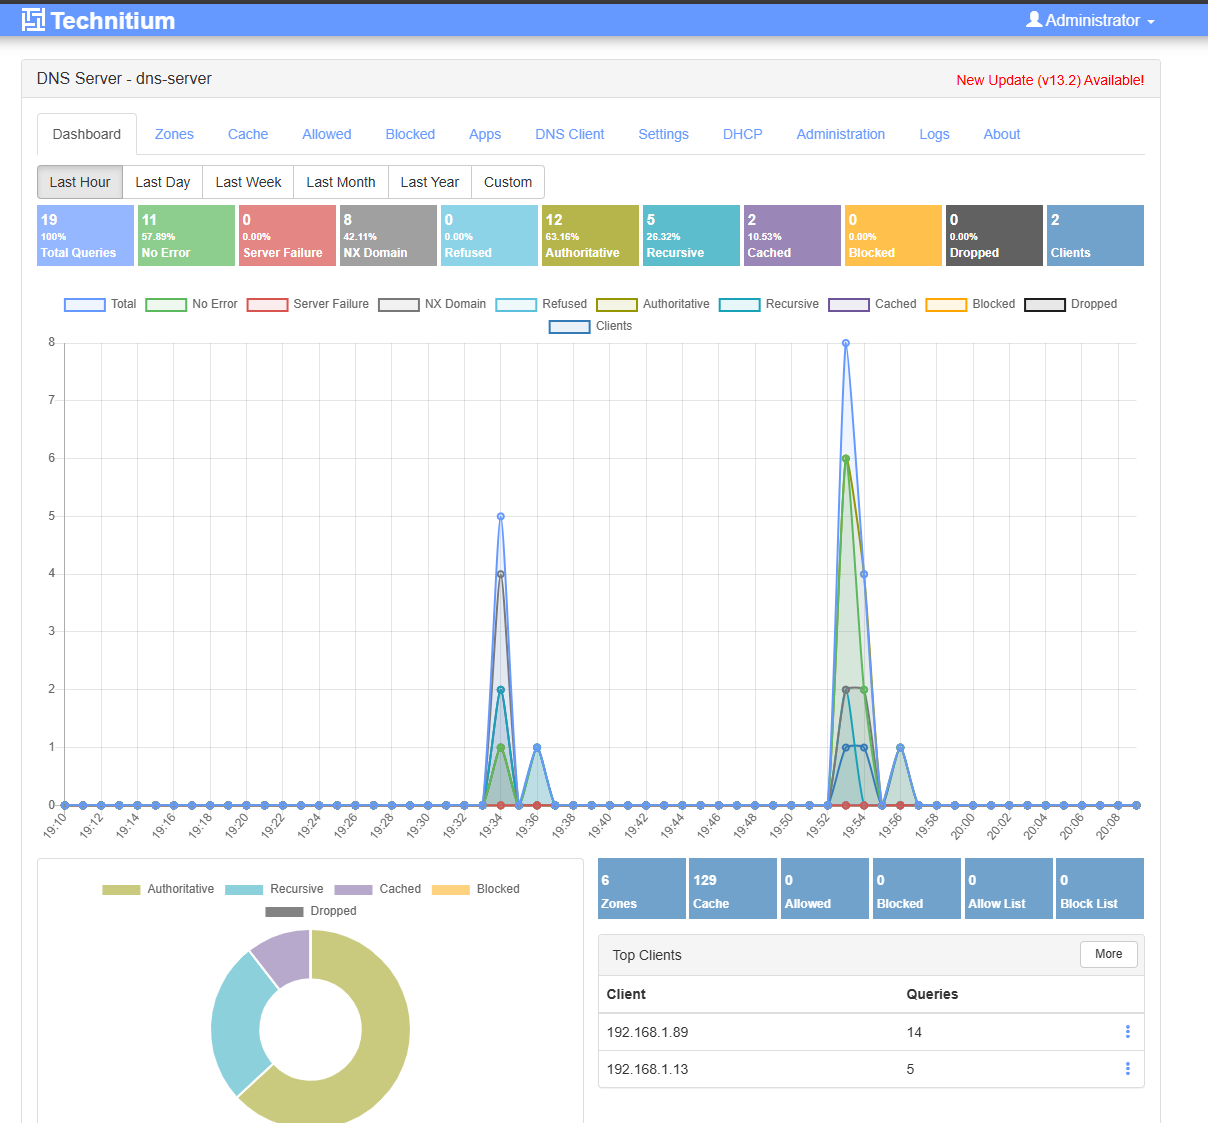 Technitium
Administrator
DNS Server - dns-server
New Update (v13.2) Available!
Dashboard Zones Cache Allowed Blocked Apps DNS Client Settings DHCP Administration Logs About
Last Hour Last Day Last Week Last Month Last Year Custom
19 11 0 8 0 12 5 2 0 0 2
100% 57.89% 0.00% 42.11% 0.00% 63.16% 26.32% 10.53% 0.00% 0.00%
Total Queries No Error Server Failure NX Domain Refused Authoritative Recursive Cached Blocked Dropped Clients
Total No Error Server Failure NX Domain Refused Authoritative Recursive Cached Blocked Dropped
Clients
8
7
6
5
4
3
2
1
0
19:10 19:12 19:14 19:16 19:18 19:20 19:22 19:24 19:26 19:28 19:30 19:32 19:34 19:36 19:38 19:40 19:42 19:44 19:46 19:48 19:50 19:52 19:54 19:56 19:58 20:00 20:02 20:04 20:06 20:08
Authoritative Recursive Cached Blocked
Dropped
6 129 0 0 0 0
Zones Cache Allowed Blocked Allow List Block List
Top Clients More
Client Queries
192.168.1.89 14
192.168.1.13 5